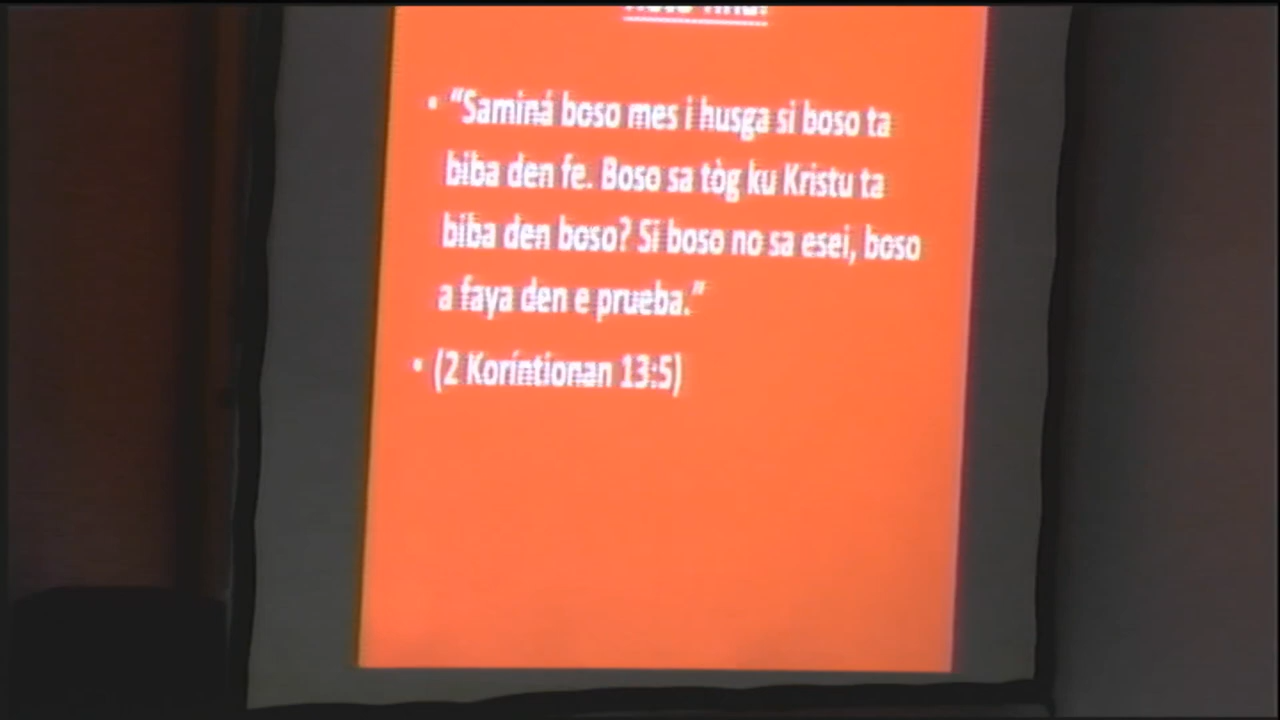 • “Saminá boso mes i husga si boso ta
biba den fe. Boso sa tòg ku Kristu ta
biba den boso? Si boso no sa esei, boso
a faya den e prueba.”
• (2 Korintionan 13:5)